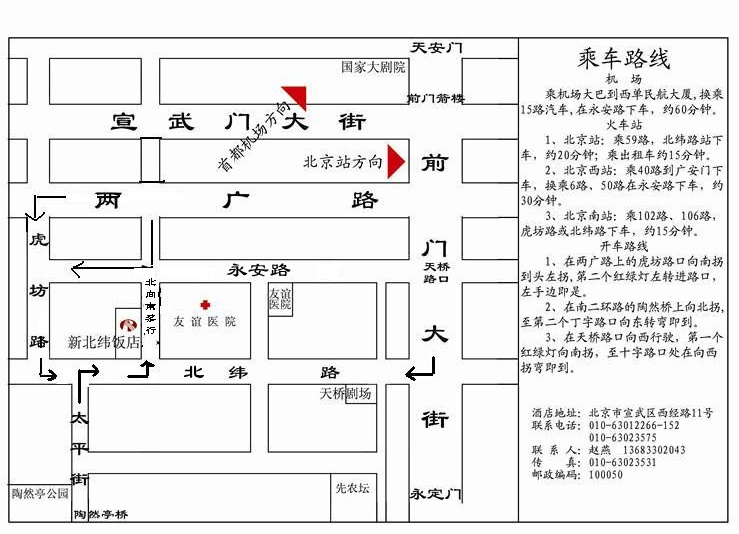 天安门
国家大剧院
前门箭楼
宣武门大街
首都机场方向
北京站方向
前门大街
两广路
虎坊路
永安路
天桥
路口
北向南单行
友谊医院
友谊
医院
新北纬饭店
北纬路
天桥剧场
太平街
陶然亭公园
先农坛
永定门
陶然亭桥
乘车路线
机 场
乘机场大巴到西单民航大厦,换乘
15路汽车,在永安路下车,约60分钟。
火车站
1、北京站:乘59路,北纬路站下
车,约20分钟;乘出租车约15分钟。
2、北京西站:乘40路到广安门下
车,换乘6路、50路在永安路下车,约
30分钟。
3、北京南站:乘102路、106路,
虎坊路或北纬路下车,约15分钟。
开车路线
1、在两广路上的虎坊路口向南拐
到头左拐,第二个红绿灯左转进路口,
左手边即是。
2、在南二环路的陶然桥上向北拐,
至第二个丁字路口向东转弯即到。
3、在天桥路口向西行驶,第一个
红绿灯向南拐,至十字路口处在向西
拐弯即到。
酒店地址:北京市宣武区西经路11号
联系电话:010-63012266-152
010-63023575
联 系 人:赵燕 13683302043
传 真:010-63023531
邮政编码:100050